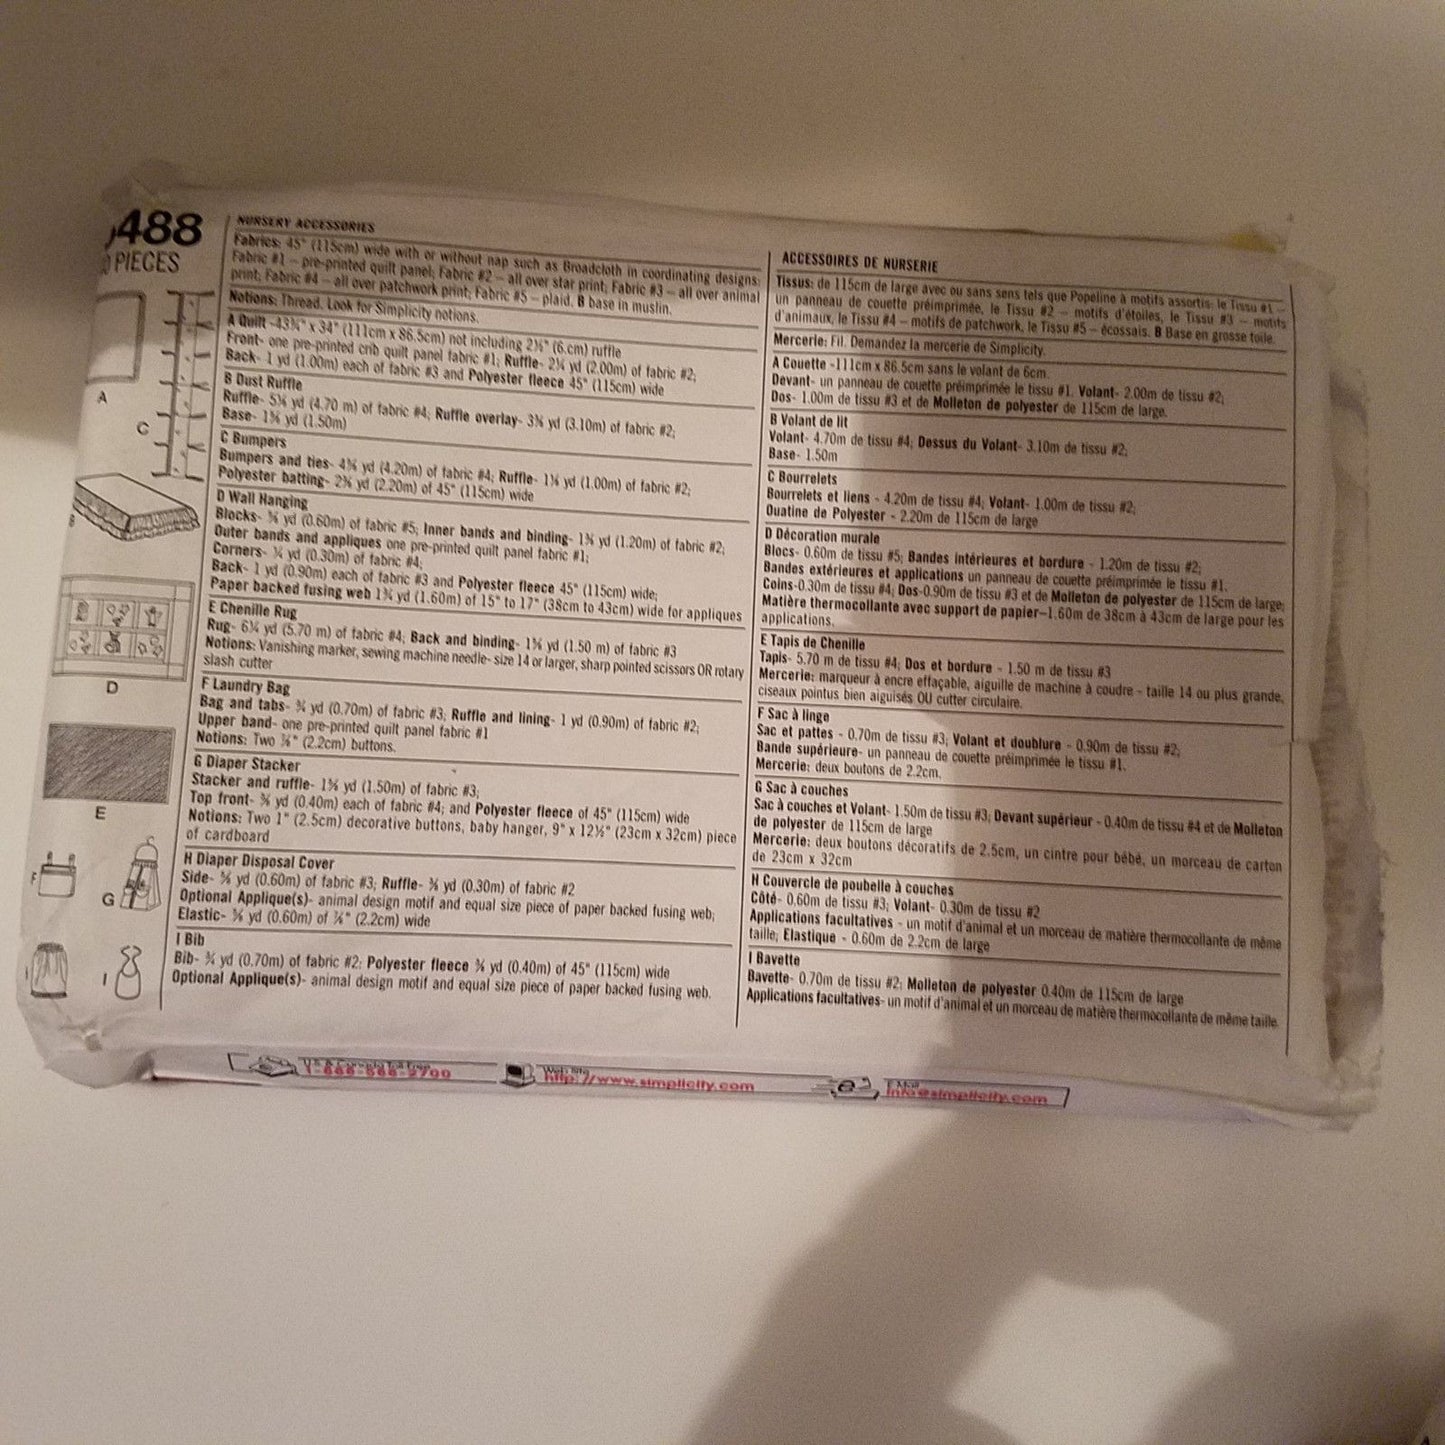 488
PIECES
A
C
B
D
E
F
G
I
NURSERY ACCESSORIES
Fabrics: 45" (115cm) wide with or without nap such as Broadcloth in coordinating designs:
Fabric #1 – pre-printed quilt panel; Fabric #2 – all over star print; Fabric #3 – all over animal
print; Fabric #4 – all over patchwork print; Fabric #5 – plaid. B base in muslin.
Notions: Thread. Look for Simplicity notions.
A Quilt -43¾" x 34" (111cm x 86.5cm) not including 2½" (6.cm) ruffle
Front- one pre-printed crib quilt panel fabric #1; Ruffle- yd (2.00m) of fabric #2;
Back- 1 yd (1.00m) each of fabric #3 and Polyester fleece 45" (115cm) wide
B Dust Ruffle
Ruffle- yd (4.70 m) of fabric #4; Ruffle overlay- yd (3.10m) of fabric #2;
Base- yd (1.50m)
C Bumpers
Bumpers and ties- yd (4.20m) of fabric #4; Ruffle- yd (1.00m) of fabric #2;
Polyester batting- yd (2.20m) of 45" (115cm) wide
D Wall Hanging
Blocks- yd (0.60m) of fabric #5; Inner bands and binding- yd (1.20m) of fabric #2;
Outer bands and appliques one pre-printed quilt panel fabric #1;
Corners- ¼ yd (0.30m) of fabric #4;
Back- 1 yd (0.90m) each of fabric #3 and Polyester fleece 45" (115cm) wide;
Paper backed fusing web 1¾ yd (1.60m) of 15" to 17" (38cm to 43cm) wide for appliques
E Chenille Rug
Rug- 6¼ yd (5.70 m) of fabric #4; Back and binding- yd (1.50 m) of fabric #3
Notions: Vanishing marker, sewing machine needle- size 14 or larger, sharp pointed scissors OR rotary
slash cutter
F Laundry Bag
Bag and tabs- ¾ yd (0.70m) of fabric #3; Ruffle and lining- 1 yd (0.90m) of fabric #2;
Upper band- one pre-printed quilt panel fabric #1
Notions: Two ⅞" (2.2cm) buttons.
G Diaper Stacker
Stacker and ruffle- yd (1.50m) of fabric #3;
Top front- yd (0.40m) each of fabric #4; and Polyester fleece of 45" (115cm) wide
Notions: Two 1" (2.5cm) decorative buttons, baby hanger, 9" x 12½" (23cm x 32cm) piece
of cardboard
H Diaper Disposal Cover
Side- yd (0.60m) of fabric #3; Ruffle- yd (0.30m) of fabric #2
Optional Applique(s)- animal design motif and equal size piece of paper backed fusing web;
Elastic- yd (0.60m) of ⅞" (2.2cm) wide
I Bib
Bib- ¾ yd (0.70m) of fabric #2; Polyester fleece yd (0.40m) of 45" (115cm) wide
Optional Applique(s)- animal design motif and equal size piece of paper backed fusing web.
ACCESSOIRES DE NURSERIE
Tissus: de 115cm de large avec ou sans sens tels que Popeline à motifs assortis: le Tissu #1 –
un panneau de couette préimprimée, le Tissu #2 – motifs d'étoiles, le Tissu #3 – motifs
d'animaux, le Tissu #4 – motifs de patchwork, le Tissu #5 – écossais. B Base en grosse toile.
Mercerie: Fil. Demandez la mercerie de Simplicity.
A Couette -111cm x 86.5cm sans le volant de 6cm.
Devant- un panneau de couette préimprimée le tissu #1. Volant- 2.00m de tissu #2;
Dos- 1.00m de tissu #3 et de Molleton de polyester de 115cm de large.
B Volant de lit
Volant- 4.70m de tissu #4; Dessus du Volant- 3.10m de tissu #2;
Base- 1.50m
C Bourrelets
Bourrelets et liens - 4.20m de tissu #4; Volant- 1.00m de tissu #2;
Ouatine de Polyester - 2.20m de 115cm de large
D Décoration murale
Blocs- 0.60m de tissu #5; Bandes intérieures et bordure - 1.20m de tissu #2;
Bandes extérieures et applications un panneau de couette préimprimée le tissu #1.
Coins-0.30m de tissu #4; Dos-0.90m de tissu #3 et de Molleton de polyester de 115cm de large;
Matière thermocollante avec support de papier–1.60m de 38cm à 43cm de large pour les
applications.
E Tapis de Chenille
Tapis- 5.70 m de tissu #4; Dos et bordure - 1.50 m de tissu #3
Mercerie: marqueur à encre effaçable, aiguille de machine à coudre - taille 14 ou plus grande,
ciseaux pointus bien aiguisés OU cutter circulaire.
F Sac à linge
Sac et pattes - 0.70m de tissu #3; Volant et doublure - 0.90m de tissu #2;
Bande supérieure- un panneau de couette préimprimée le tissu #1.
Mercerie: deux boutons de 2.2cm.
G Sac à couches
Sac à couches et Volant- 1.50m de tissu #3; Devant supérieur - 0.40m de tissu #4 et de Molleton
de polyester de 115cm de large
Mercerie: deux boutons décoratifs de 2.5cm, un cintre pour bébé, un morceau de carton
de 23cm x 32cm
H Couvercle de poubelle à couches
Côté- 0.60m de tissu #3; Volant- 0.30m de tissu #2
Applications facultatives - un motif d'animal et un morceau de matière thermocollante de même
taille; Elastique - 0.60m de 2.2cm de large
I Bavette
Bavette- 0.70m de tissu #2; Molleton de polyester 0.40m de 115cm de large
Applications facultatives- un motif d'animal et un morceau de matière thermocollante de même taille.
1-888-588-2700
Web Site
http://www.simplicity.com
E Mail
info@simplicity.com